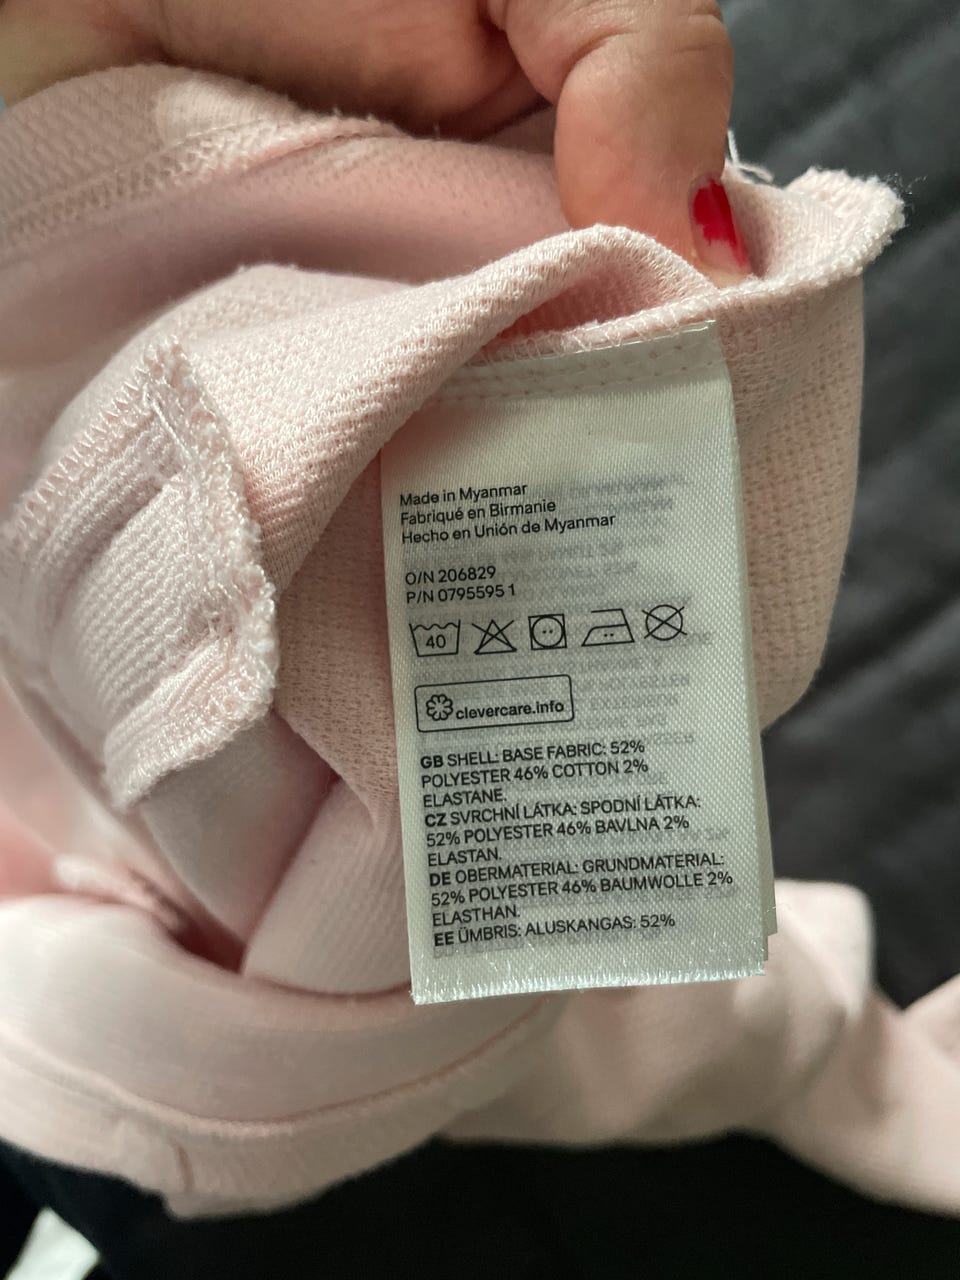 Made in Myanmar
Fabriqué en Birmanie
Hecho en Unión de Myanmar
O/N 206829
P/N 0795595 1
40
clevercare.info
GB SHELL: BASE FABRIC: 52%
POLYESTER 46% COTTON 2%
ELASTANE.
CZ SVRCHNÍ LÁTKA: SPODNÍ LÁTKA:
52% POLYESTER 46% BAVLNA 2%
ELASTAN.
DE OBERMATERIAL: GRUNDMATERIAL:
52% POLYESTER 46% BAUMWOLLE 2%
ELASTHAN.
EE ÜMBRIS: ALUSKANGAS: 52%